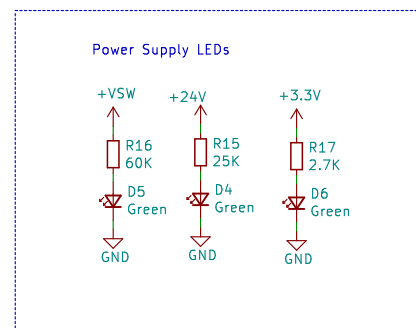 Power Supply LEDs
+VSW
+24V
+3.3V
R16
60K
R15
25K
R17
2.7K
D5
Green
D4
Green
D6
Green
GND
GND
GND